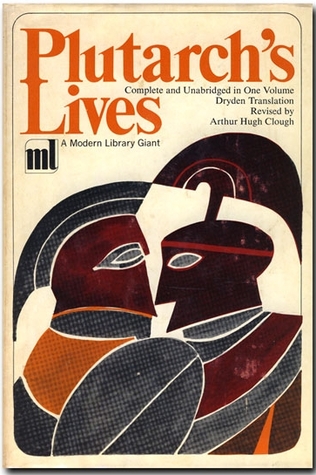 Plutarch's
Complete and Unabridged in One Volume
Dryden Translation
Revised by
Arthur Hugh Clough
Lives
ml
A Modern Library Giant